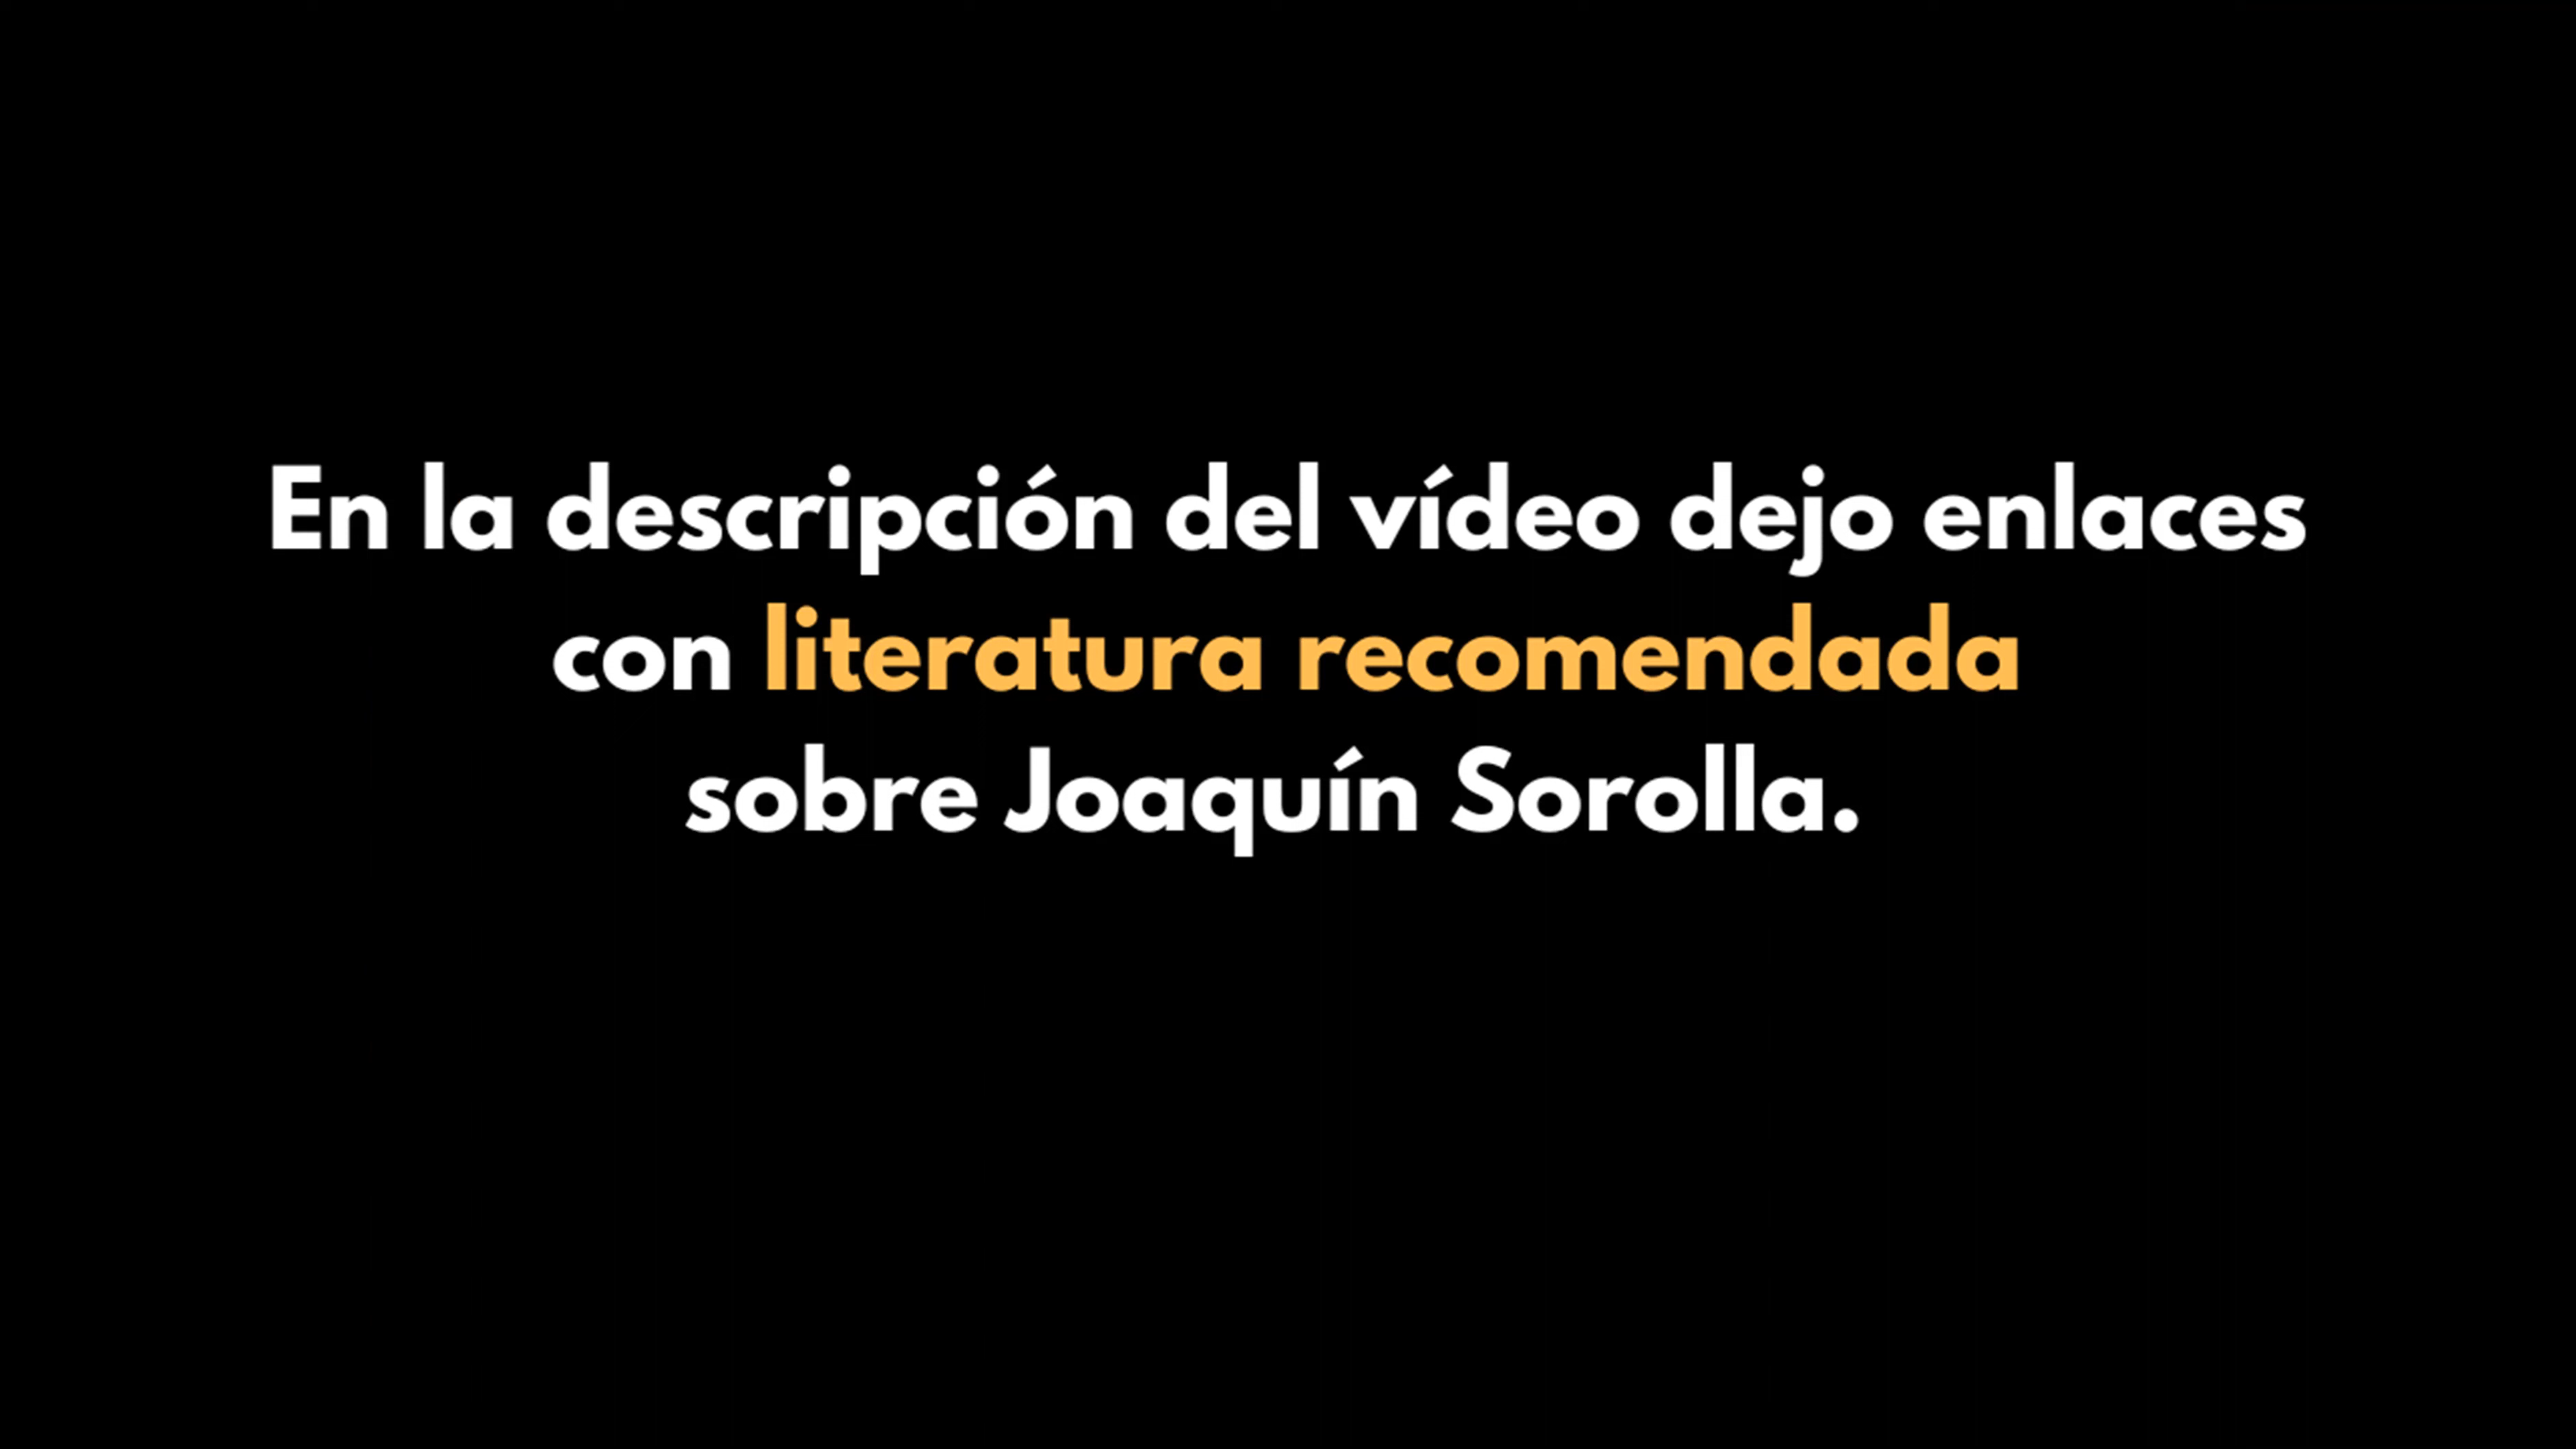 En la descripción del vídeo dejo enlaces
con literatura recomendada
sobre Joaquín Sorolla.